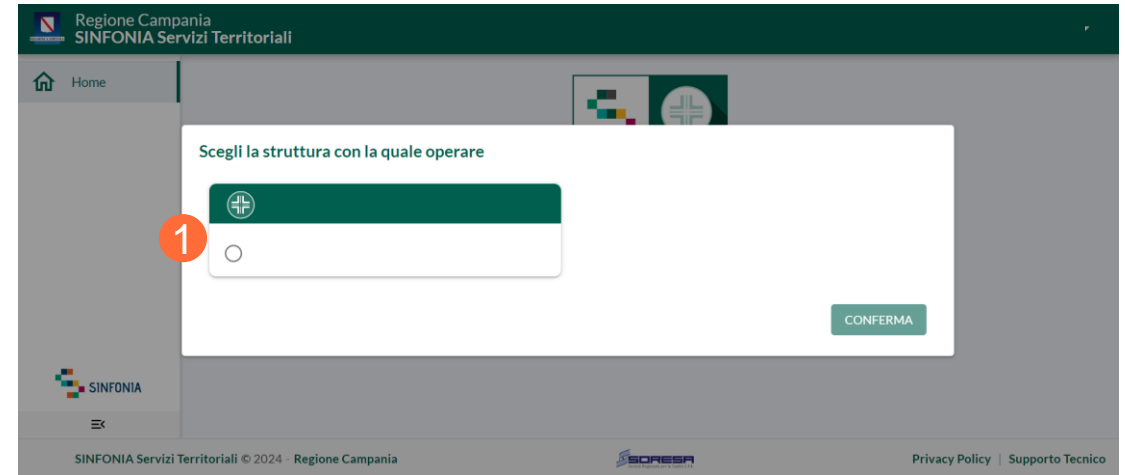 Regione Campania
SINFONIA Servizi Territoriali
Home
Scegli la struttura con la quale operare
1
CONFERMA
SINFONIA
SINFONIA Servizi Territoriali © 2024 - Regione Campania
SORESA
Privacy Policy | Supporto Tecnico